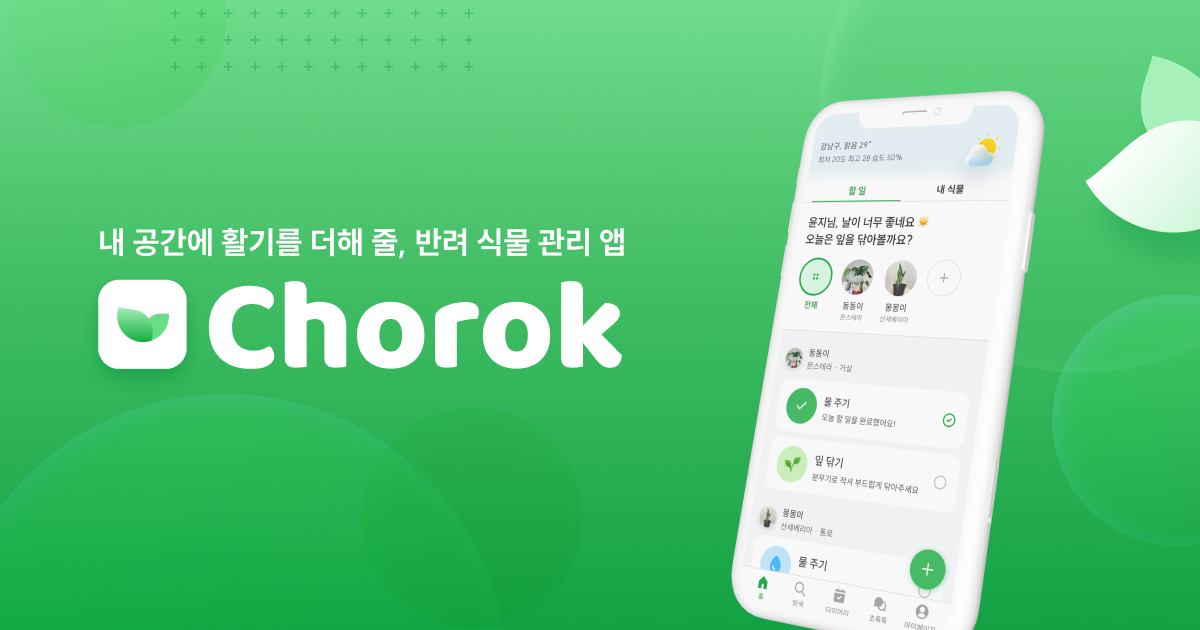 내 공간에 활기를 더해 줄, 반려 식물 관리 앱
Chorok
강남구, 맑음 29°
최저 20도 최고 28 습도 50%
할 일
내 식물
윤지님, 날이 너무 좋네요
오늘은 잎을 닦아볼까요?
전체
동동이
몬스테라
몽몽이
산세베리아
동동이
몬스테라 · 거실
물 주기
오늘 할 일을 완료했어요!
잎 닦기
분무기로 적셔 부드럽게 닦아주세요
몽몽이
산세베리아 · 통로
물 주기
홈
탐색
다이어리
초록톡
마이페이지